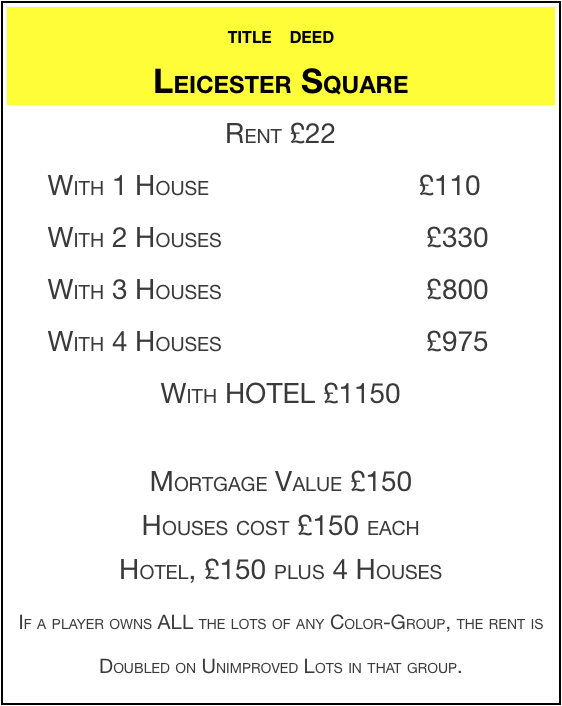 TITLE DEED
LEICESTER SQUARE
RENT £22
WITH 1 HOUSE £110
WITH 2 HOUSES £330
WITH 3 HOUSES £800
WITH 4 HOUSES £975
WITH HOTEL £1150
MORTGAGE VALUE £150
HOUSES COST £150 EACH
HOTEL, £150 PLUS 4 HOUSES
IF A PLAYER OWNS ALL THE LOTS OF ANY COLOR-GROUP, THE RENT IS
DOUBLED ON UNIMPROVED LOTS IN THAT GROUP.